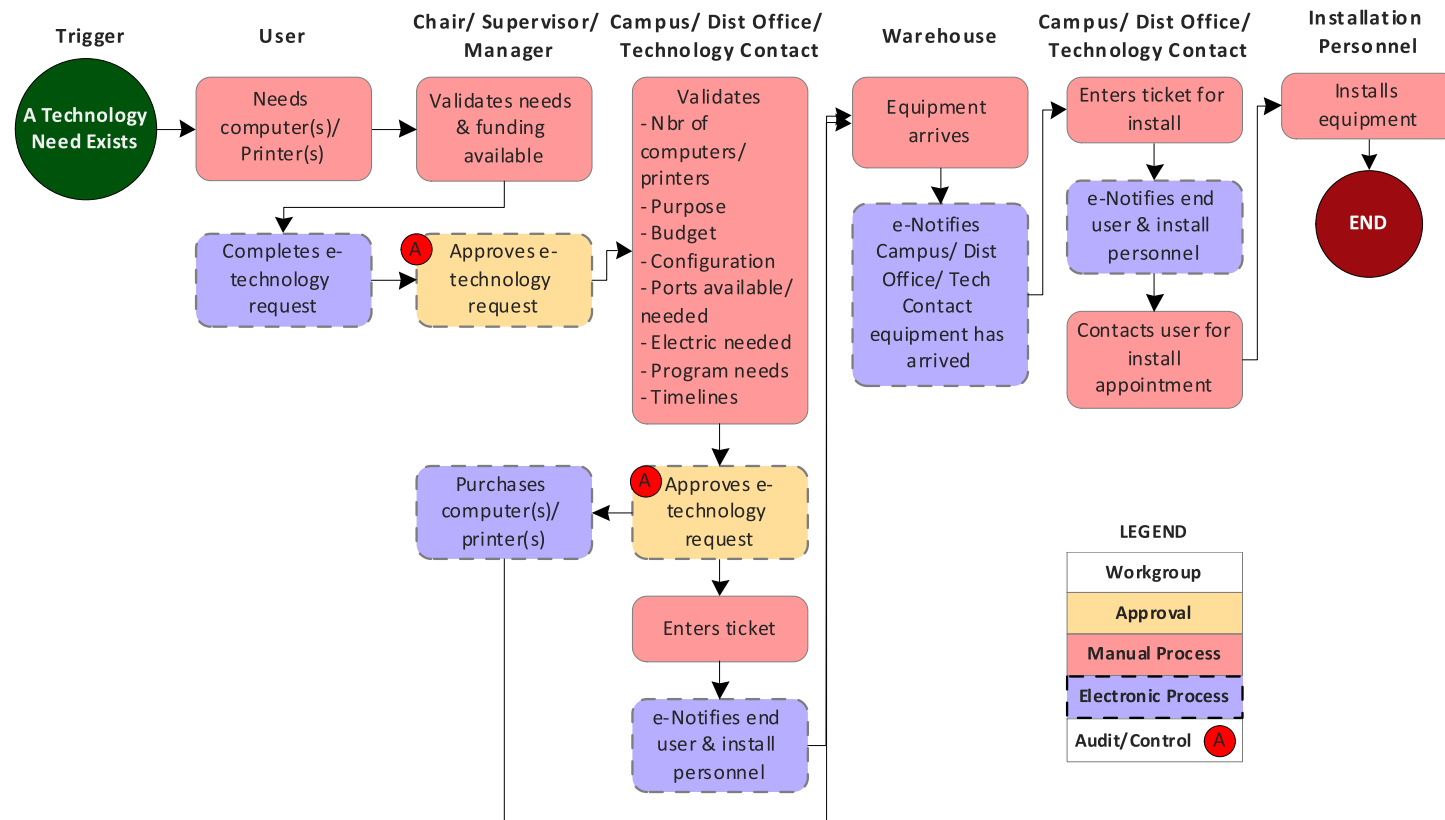 Trigger
User
Chair/ Supervisor/
Manager
Campus/ Dist Office/
Technology Contact
Warehouse
Campus/ Dist Office/
Technology Contact
Installation
Personnel
A Technology
Need Exists
Needs
computer(s)/
Printer(s)
Validates needs
& funding
available
Completes e-
technology
request
A
Approves e-
technology
request
Validates
- Nbr of
computers/
printers
- Purpose
- Budget
- Configuration
- Ports available/
needed
- Electric needed
- Program needs
- Timelines
A
Approves e-
technology
request
Purchases
computer(s)/
printer(s)
Enters ticket
e-Notifies end
user & install
personnel
Equipment
arrives
e-Notifies
Campus/ Dist
Office/ Tech
Contact
equipment has
arrived
Enters ticket for
install
e-Notifies end
user & install
personnel
Contacts user for
install
appointment
Installs
equipment
END
LEGEND
Workgroup
Approval
Manual Process
Electronic Process
Audit/Control A